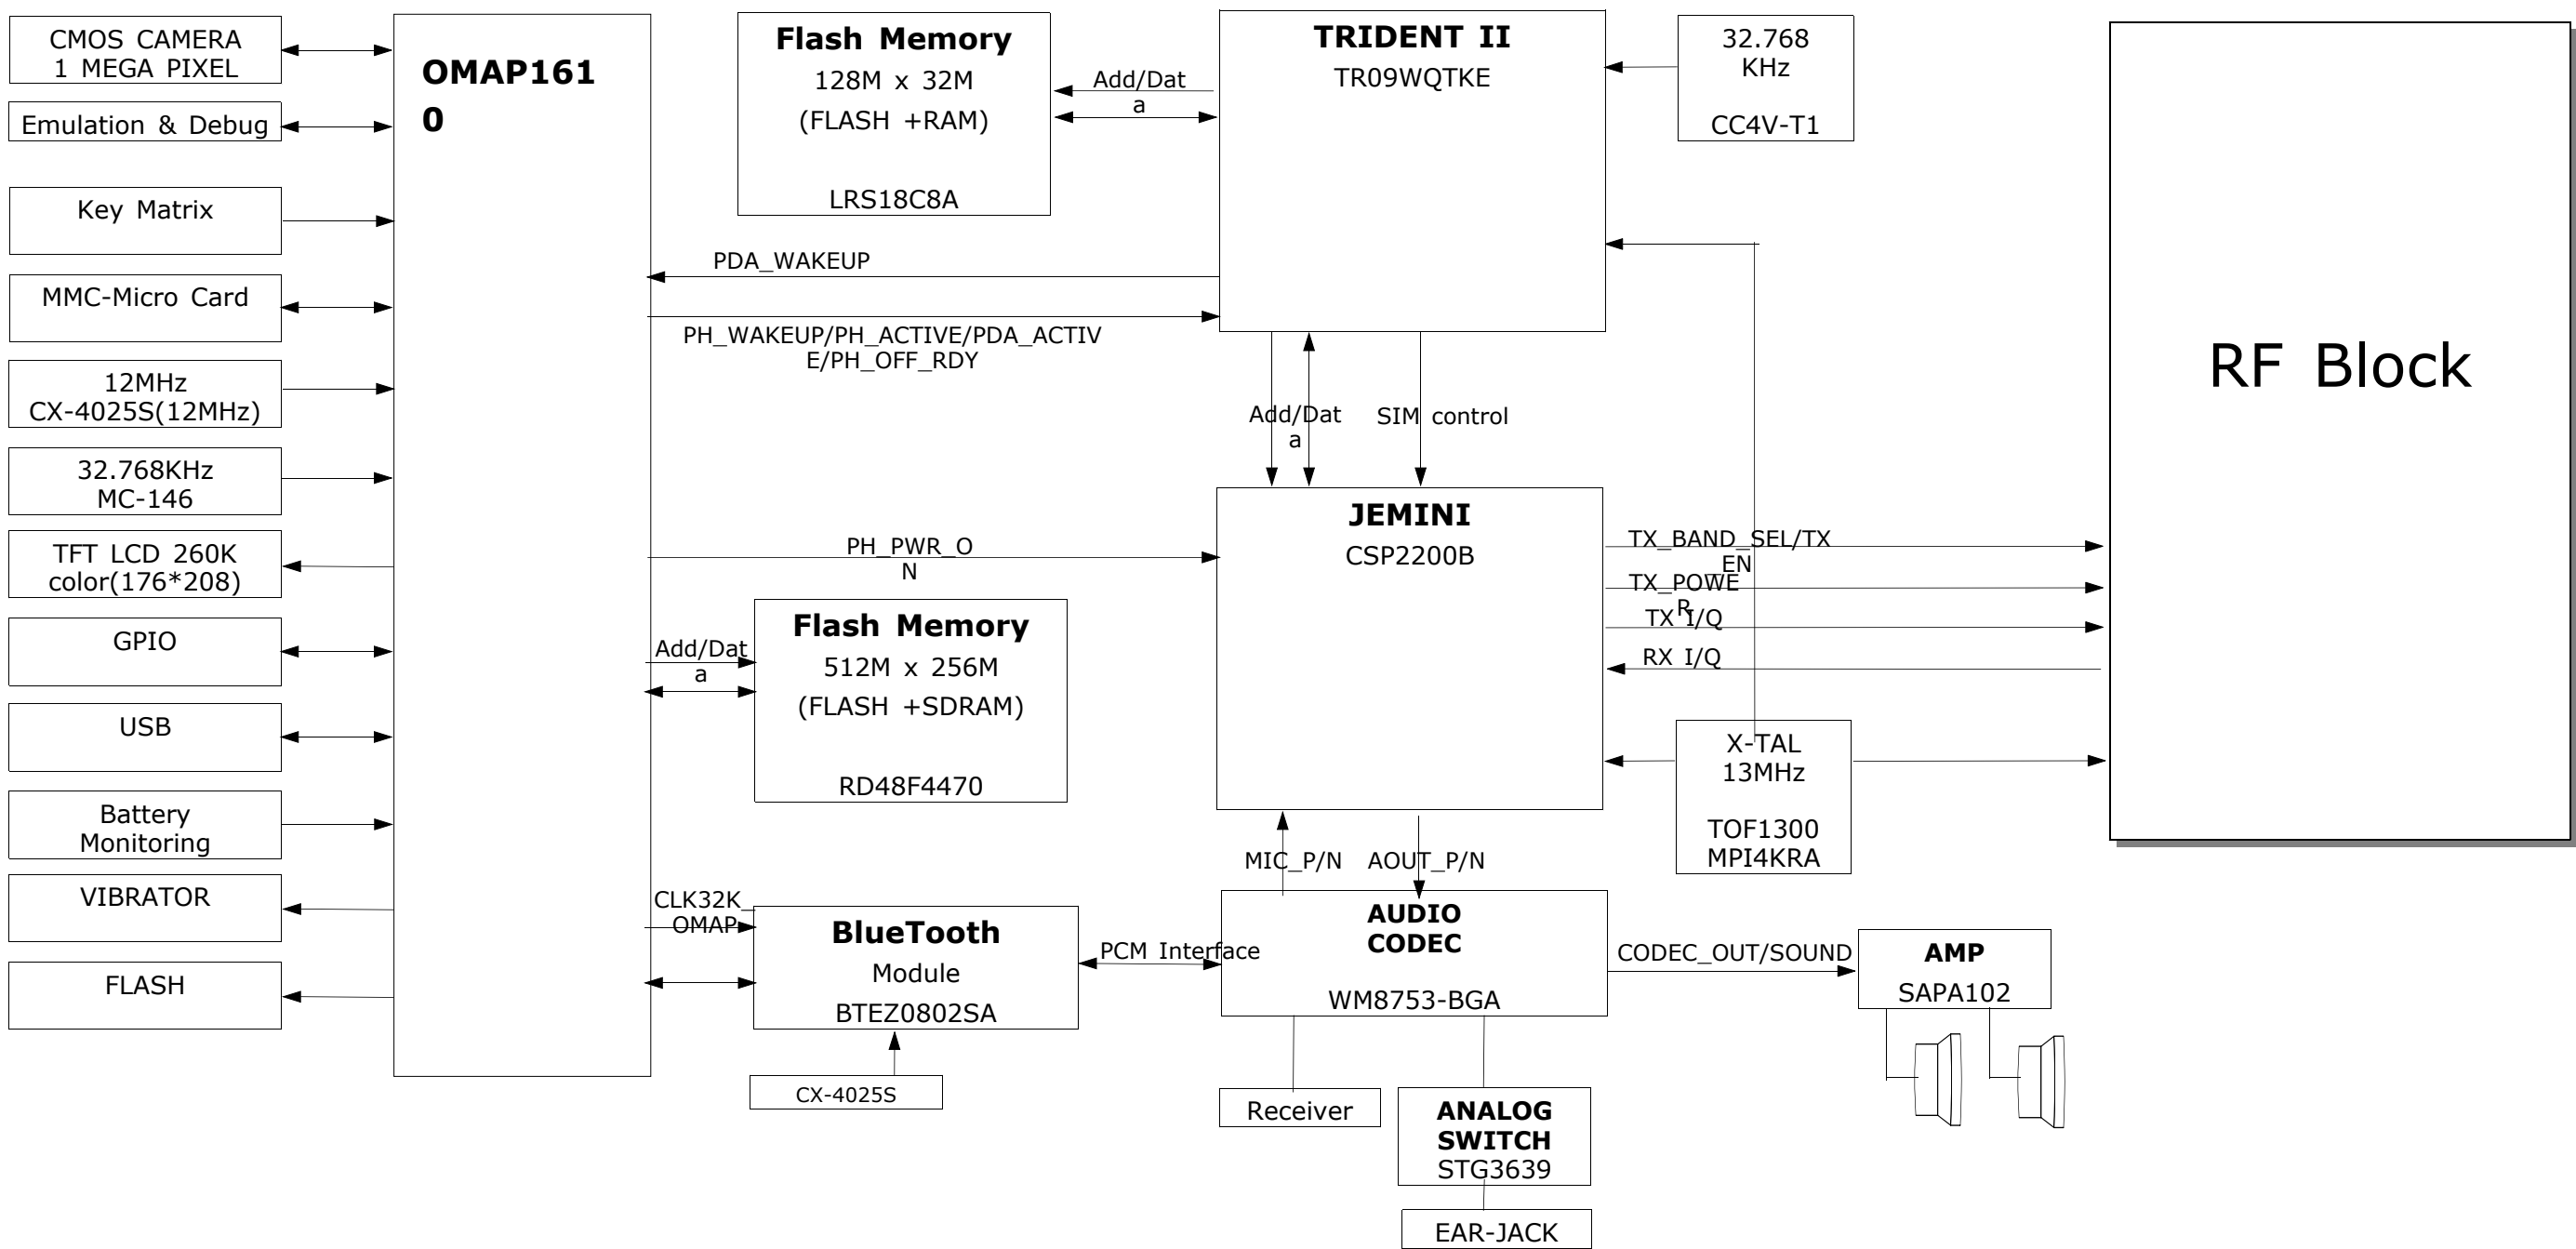 CMOS CAMERA
1 MEGA PIXEL
Emulation & Debug
Key Matrix
MMC-Micro Card
12MHz
CX-4025S(12MHz)
32.768KHz
MC-146
TFT LCD 260K
color(176*208)
GPIO
USB
Battery
Monitoring
VIBRATOR
FLASH
OMAP161
0
Flash Memory
128M x 32M
(FLASH +RAM)
LRS18C8A
Add/Dat
a
TRIDENT II
TR09WQTKE
32.768
KHz
CC4V-T1
RF Block
PDA_WAKEUP
PH_WAKEUP/PH_ACTIVE/PDA_ACTIV
E/PH_OFF_RDY
Add/Dat
a
SIM control
PH_PWR_O
N
JEMINI
CSP2200B
TX_BAND_SEL/TX
_EN
TX_POWE
R
TX I/Q
RX I/Q
Add/Dat
a
Flash Memory
512M x 256M
(FLASH +SDRAM)
RD48F4470
X-TAL
13MHz
TOF1300
MPI4KRA
MIC_P/N
AOUT_P/N
CLK32K_
OMAP
BlueTooth
Module
BTEZ0802SA
PCM Interface
AUDIO
CODEC
WM8753-BGA
CODEC_OUT/SOUND
AMP
SAPA102
CX-4025S
Receiver
ANALOG
SWITCH
STG3639
EAR-JACK